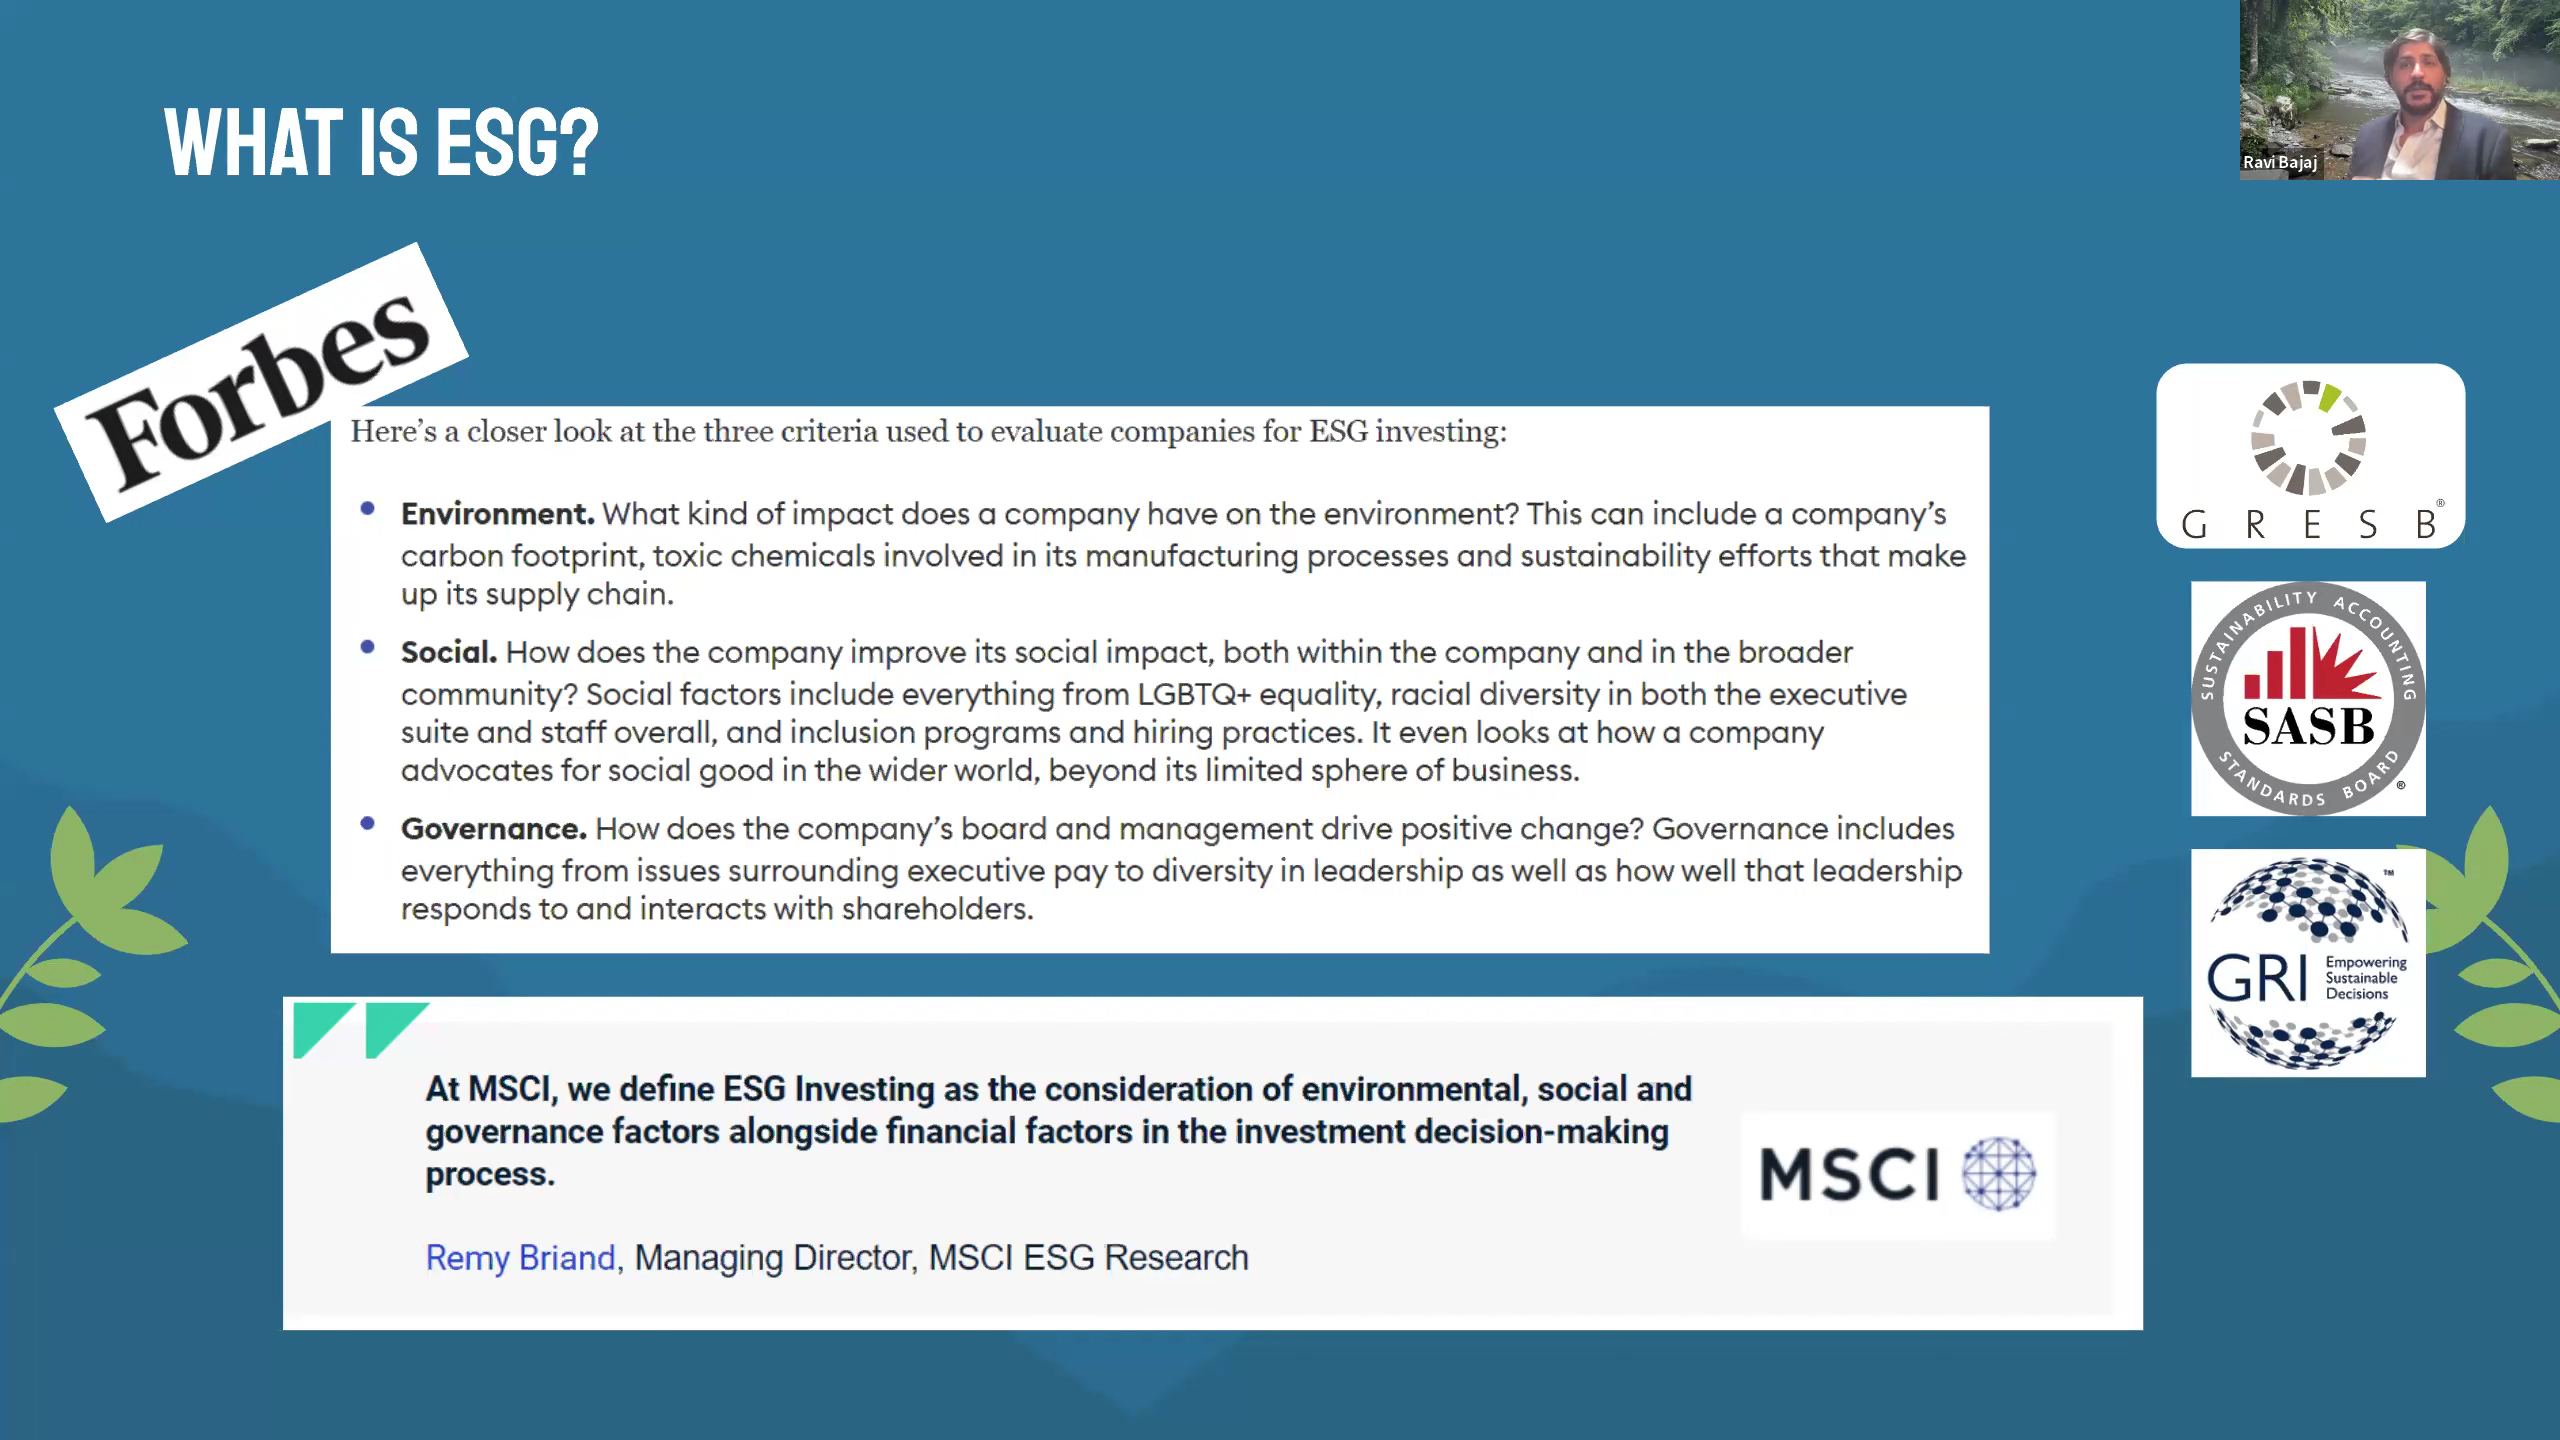 WHAT IS ESG?
Ravi Bajaj
Forbes
Here’s a closer look at the three criteria used to evaluate companies for ESG investing:
• Environment. What kind of impact does a company have on the environment? This can include a company’s
carbon footprint, toxic chemicals involved in its manufacturing processes and sustainability efforts that make
up its supply chain.
• Social. How does the company improve its social impact, both within the company and in the broader
community? Social factors include everything from LGBTQ+ equality, racial diversity in both the executive
suite and staff overall, and inclusion programs and hiring practices. It even looks at how a company
advocates for social good in the wider world, beyond its limited sphere of business.
• Governance. How does the company’s board and management drive positive change? Governance includes
everything from issues surrounding executive pay to diversity in leadership as well as how well that leadership
responds to and interacts with shareholders.
At MSCI, we define ESG Investing as the consideration of environmental, social and
governance factors alongside financial factors in the investment decision-making
process.
Remy Briand, Managing Director, MSCI ESG Research
MSCI
GRESB®
SUSTAINABILITY ACCOUNTING
SASB
STANDARDS BOARD ®
GRI ™
Empowering
Sustainable
Decisions